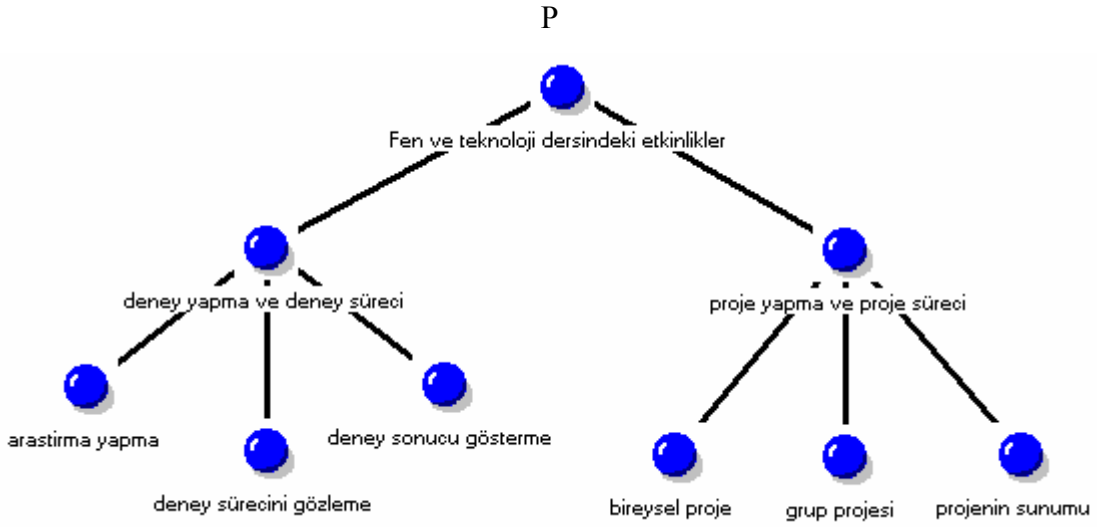 P
Fen ve teknoloji dersindeki etkinlikler
deney yapma ve deney süreci
proje yapma ve proje süreci
arastirma yapma
deney sonucu gösterme
deney sürecini gözleme
bireysel proje
grup projesi
projenin sunumu